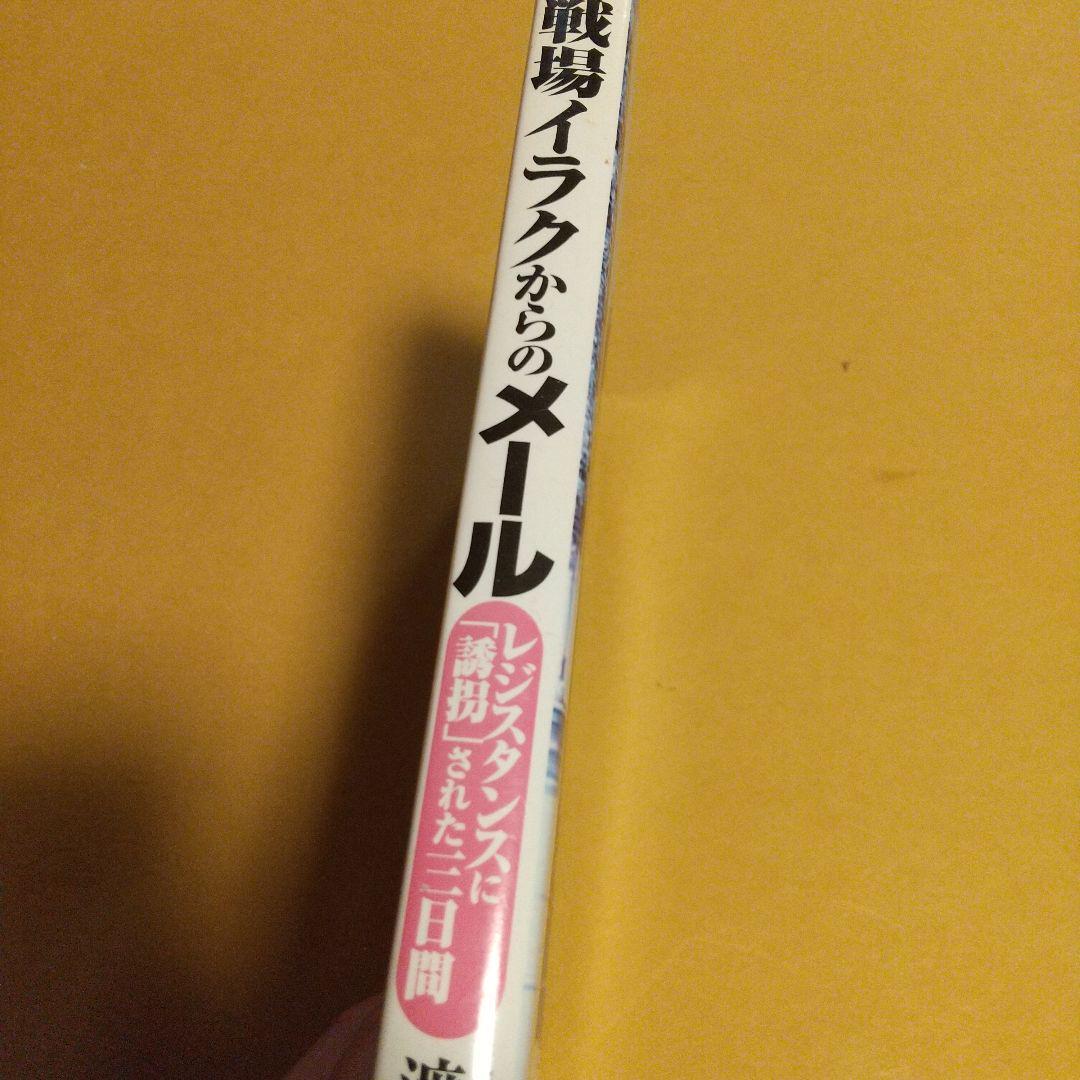 戦場イラクからのメール
レジスタンスに
「誘拐」された三日間
渡